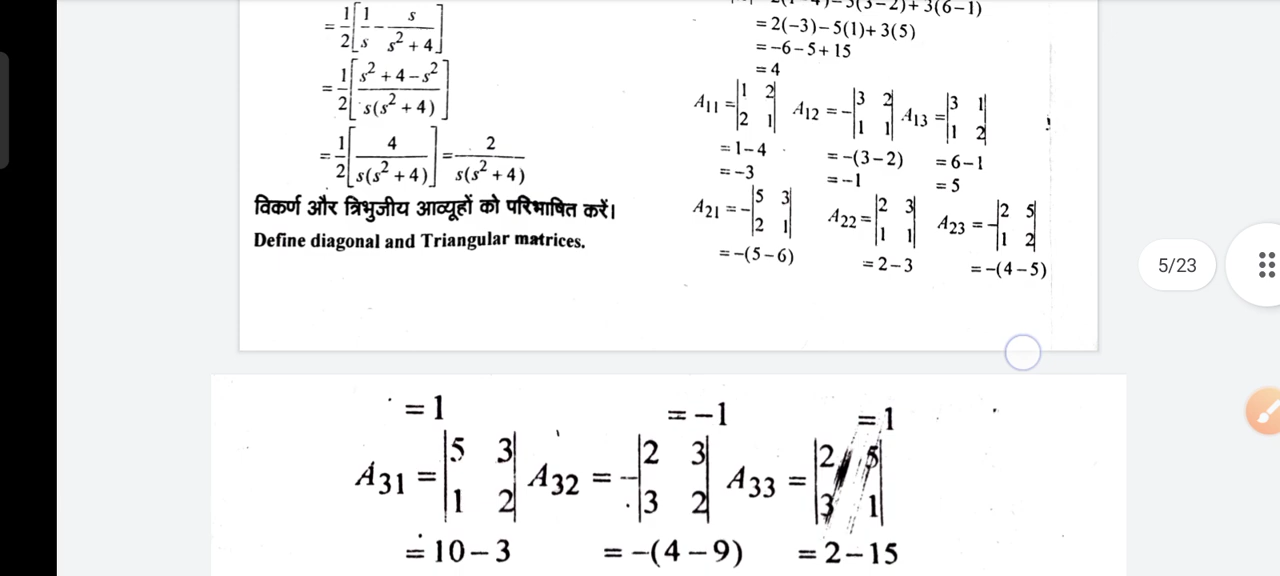 = 1/2 [1/s - s/(s² + 4)]
= 1/2 [(s² + 4 - s²)/(s(s² + 4))]
= 1/2 [4/(s(s² + 4))] = 2/(s(s² + 4))
विकर्ण और त्रिभुजीय आव्यूहों को परिभाषित करें।
Define diagonal and Triangular matrices.
3(6-1)
= 2(-3)-5(1)+3(5)
= -6-5+15
= 4
A₁₁ = |1 2; 2 1| A₁₂ = -|3 2; 1 1| A₁₃ = |3 1; 1 2|
= 1-4 = -(3-2) = 6-1
= -3 = -1 = 5
A₂₁ = -|5 3; 2 1| A₂₂ = |2 3; 1 1| A₂₃ = -|2 5; 1 2|
= -(5-6) = 2-3 = -(4-5)
5/23
= 1 = -1 = 1
A₃₁ = |5 3; 1 2| A₃₂ = -|2 3; 3 2| A₃₃ = |2 5; 3 1|
= 10-3 = -(4-9) = 2-15